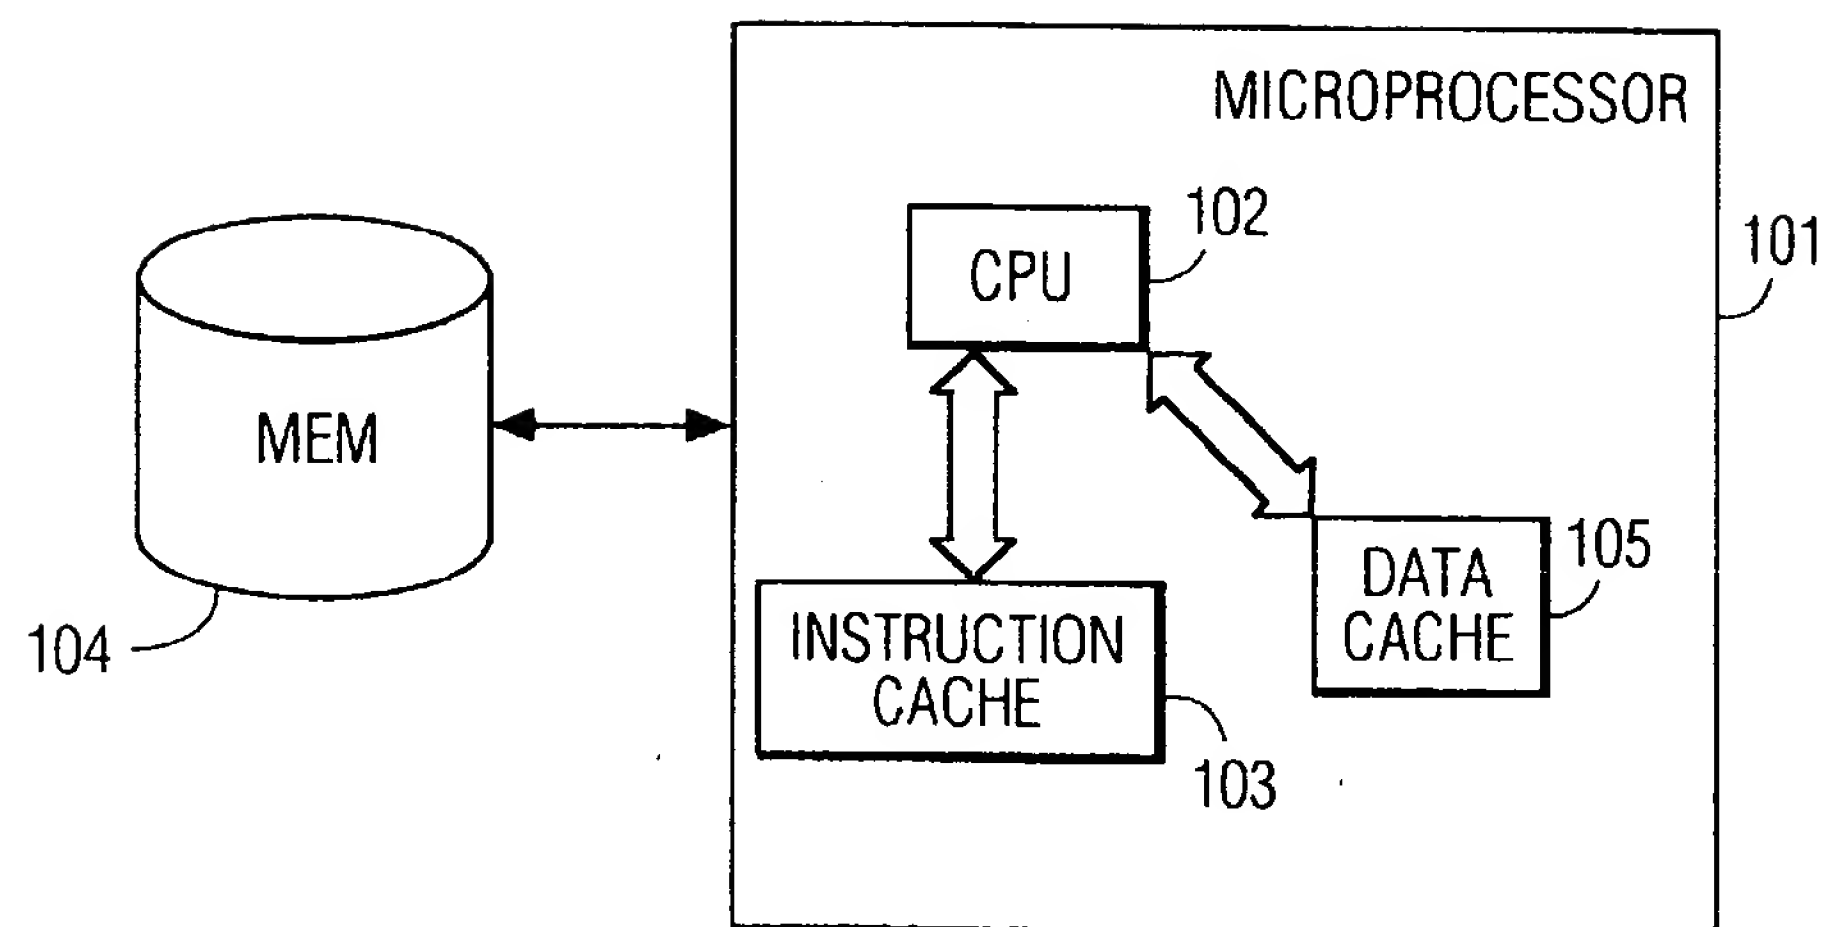 MICROPROCESSOR
102
CPU
101
MEM
105
DATA
CACHE
INSTRUCTION
CACHE
104
103